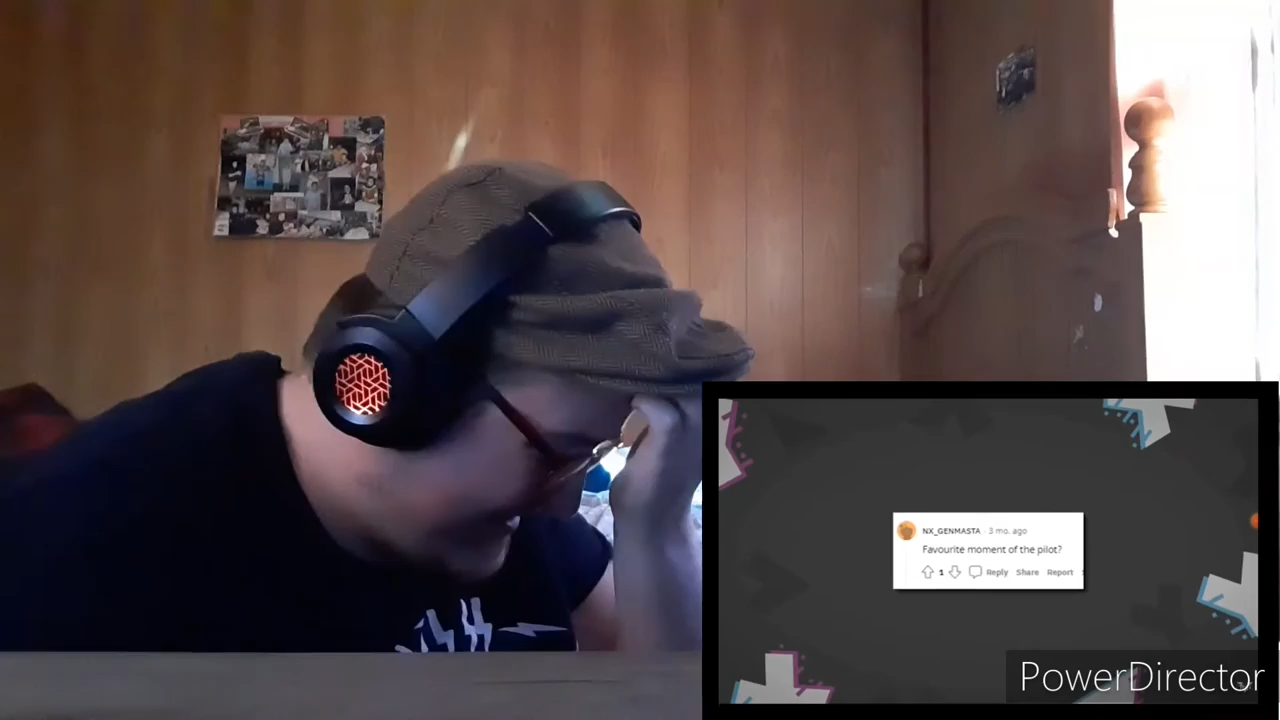 NX_GENMASTA · 3 mo. ago
Favourite moment of the pilot?
1 Reply Share Report
PowerDirector